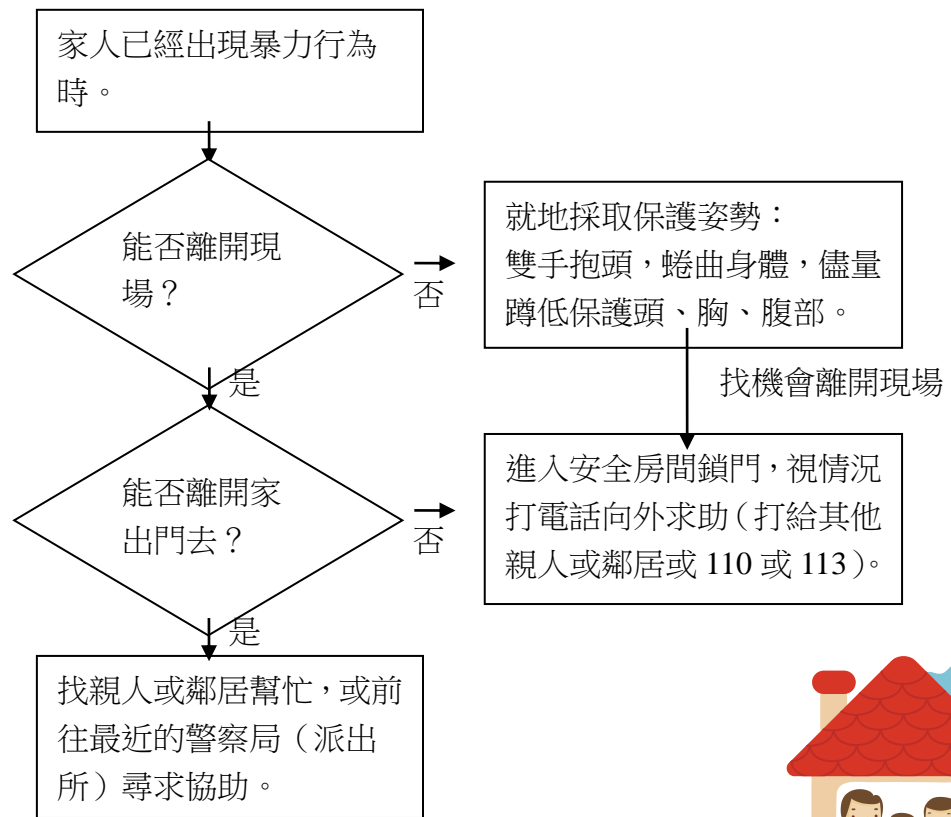 家人已經出現暴力行為
時。
能否離開現
場?
否
就地採取保護姿勢:
雙手抱頭,蜷曲身體,儘量
蹲低保護頭、胸、腹部。
是
找機會離開現場
能否離開家
出門去?
否
進入安全房間鎖門,視情況
打電話向外求助(打給其他
親人或鄰居或 110 或 113)。
是
找親人或鄰居幫忙,或前
往最近的警察局(派出
所)尋求協助。